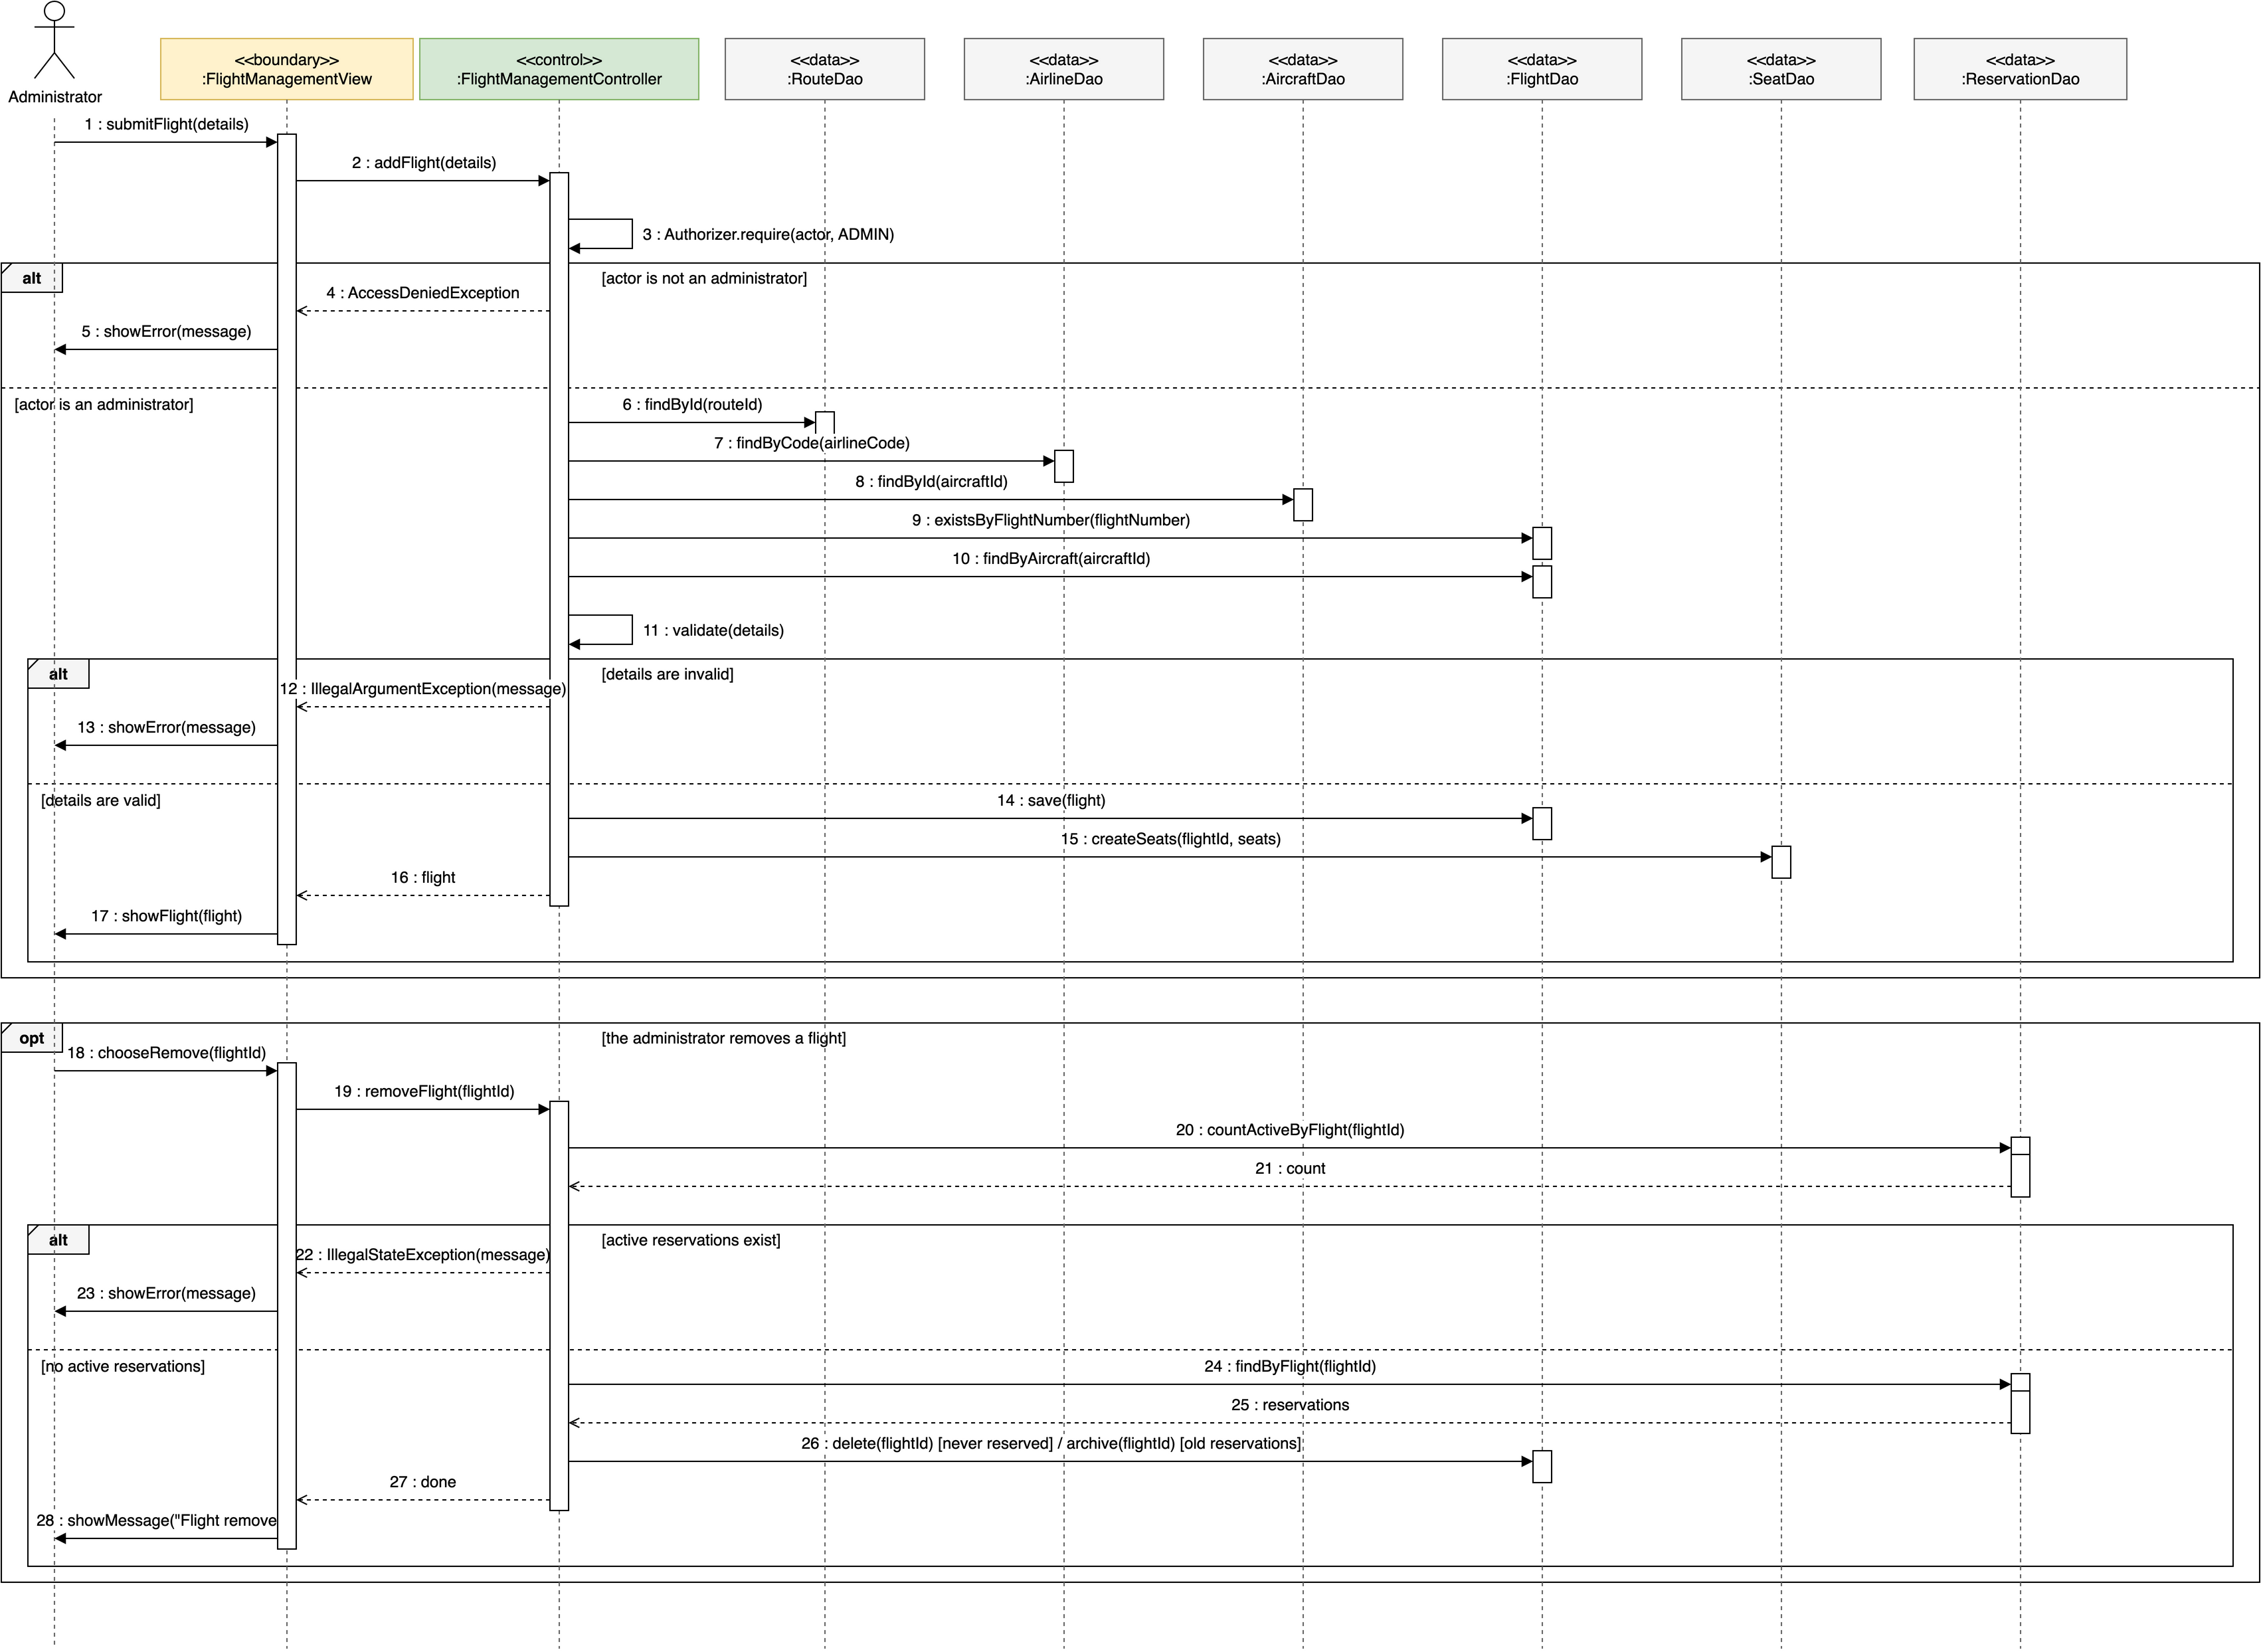 Administrator
<<boundary>>
:FlightManagementView
<<control>>
:FlightManagementController
<<data>>
:RouteDao
<<data>>
:AirlineDao
<<data>>
:AircraftDao
<<data>>
:FlightDao
<<data>>
:SeatDao
<<data>>
:ReservationDao
1 : submitFlight(details)
2 : addFlight(details)
3 : Authorizer.require(actor, ADMIN)
alt
[actor is not an administrator]
4 : AccessDeniedException
5 : showError(message)
[actor is an administrator]
6 : findById(routeId)
7 : findByCode(airlineCode)
8 : findById(aircraftId)
9 : existsByFlightNumber(flightNumber)
10 : findByAircraft(aircraftId)
11 : validate(details)
alt
[details are invalid]
12 : IllegalArgumentException(message)
13 : showError(message)
[details are valid]
14 : save(flight)
15 : createSeats(flightId, seats)
16 : flight
17 : showFlight(flight)
opt
[the administrator removes a flight]
18 : chooseRemove(flightId)
19 : removeFlight(flightId)
20 : countActiveByFlight(flightId)
21 : count
alt
[active reservations exist]
22 : IllegalStateException(message)
23 : showError(message)
[no active reservations]
24 : findByFlight(flightId)
25 : reservations
26 : delete(flightId) [never reserved] / archive(flightId) [old reservations]
27 : done
28 : showMessage("Flight remove